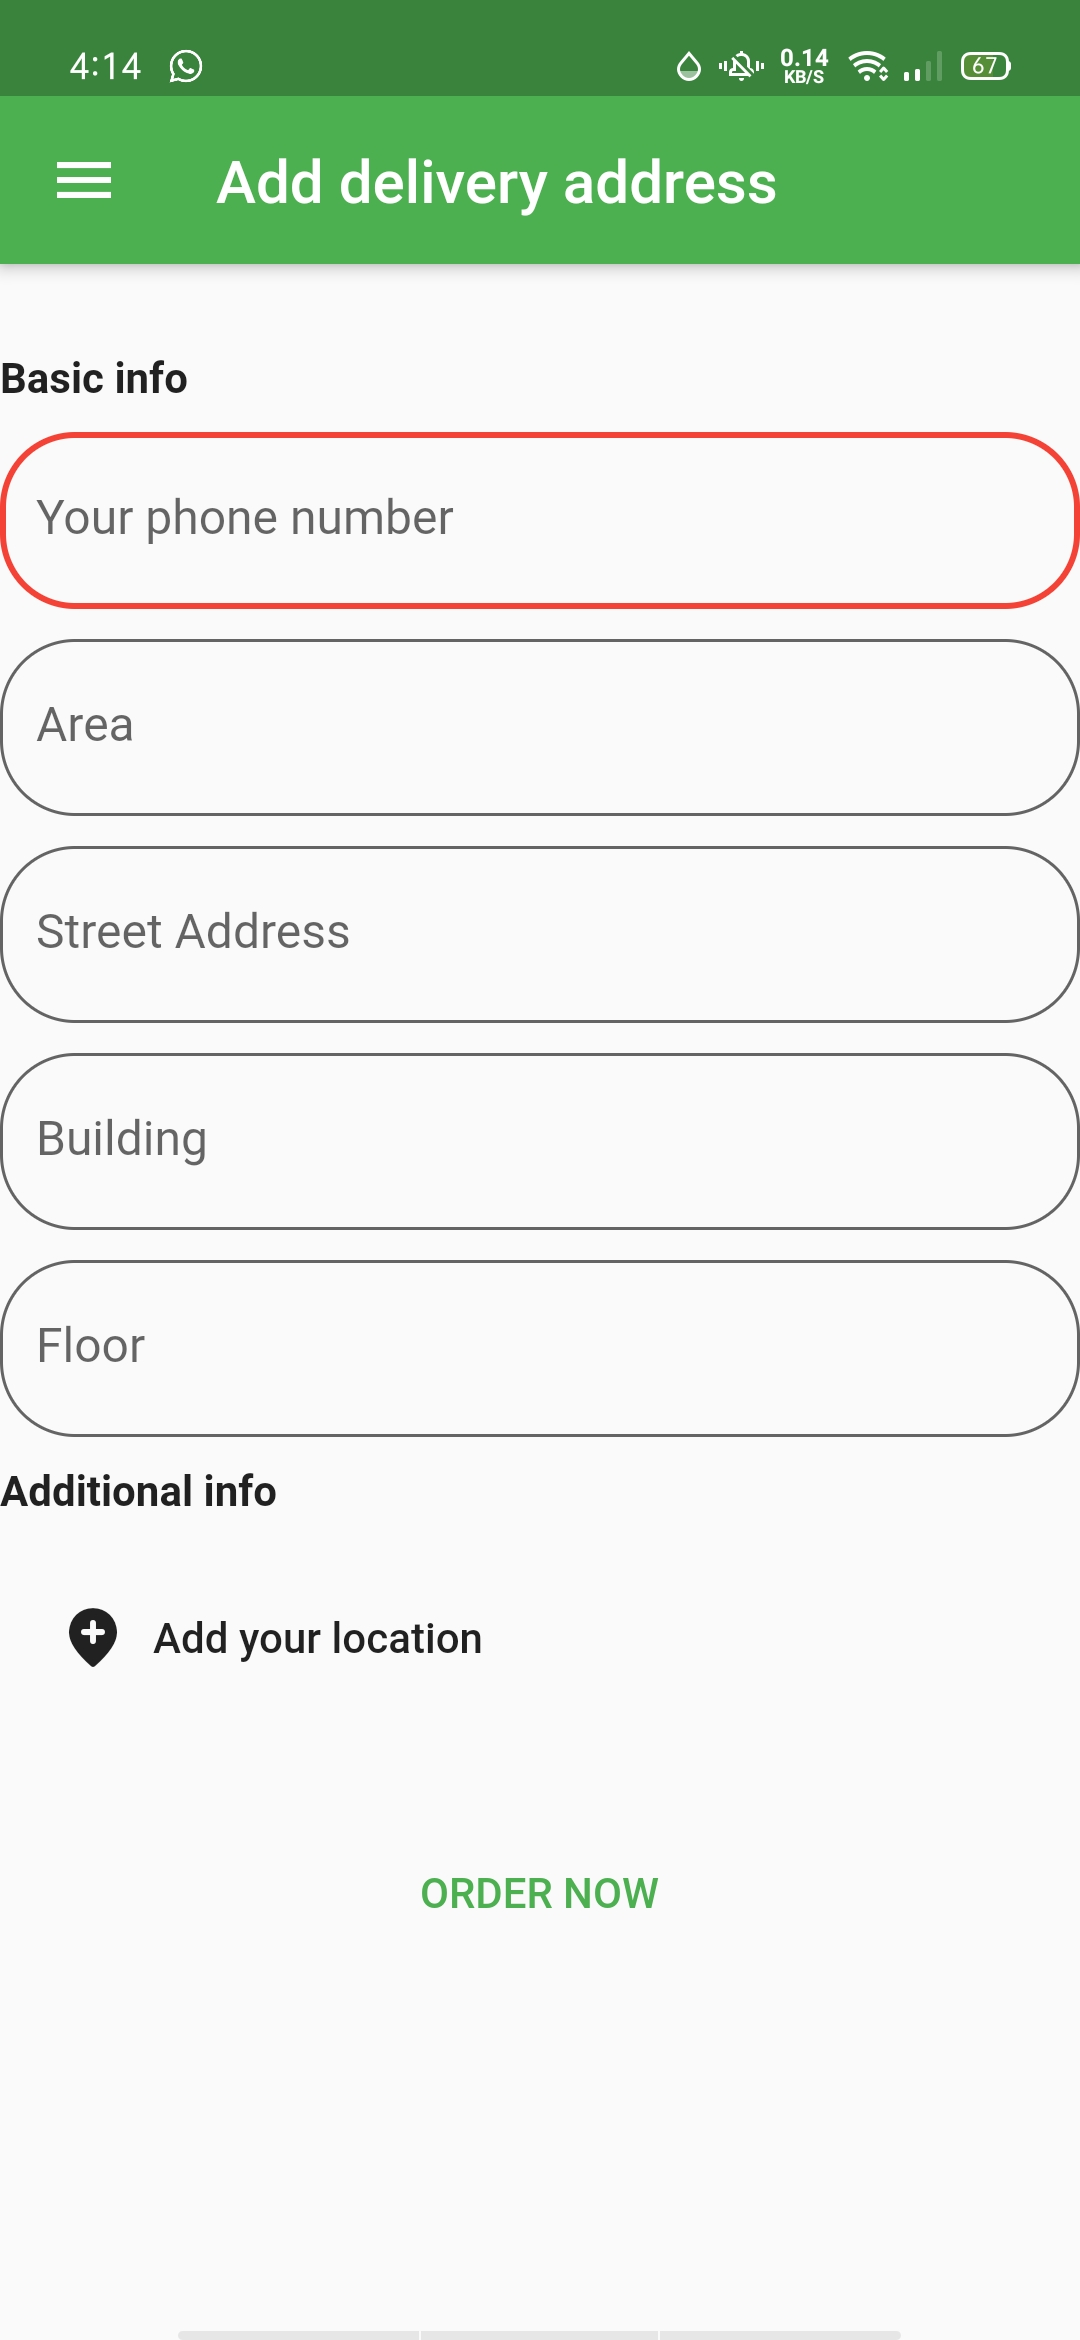 4:14
0.14
KB/S
67
Add delivery address
Basic info
Your phone number
Area
Street Address
Building
Floor
Additional info
Add your location
ORDER NOW